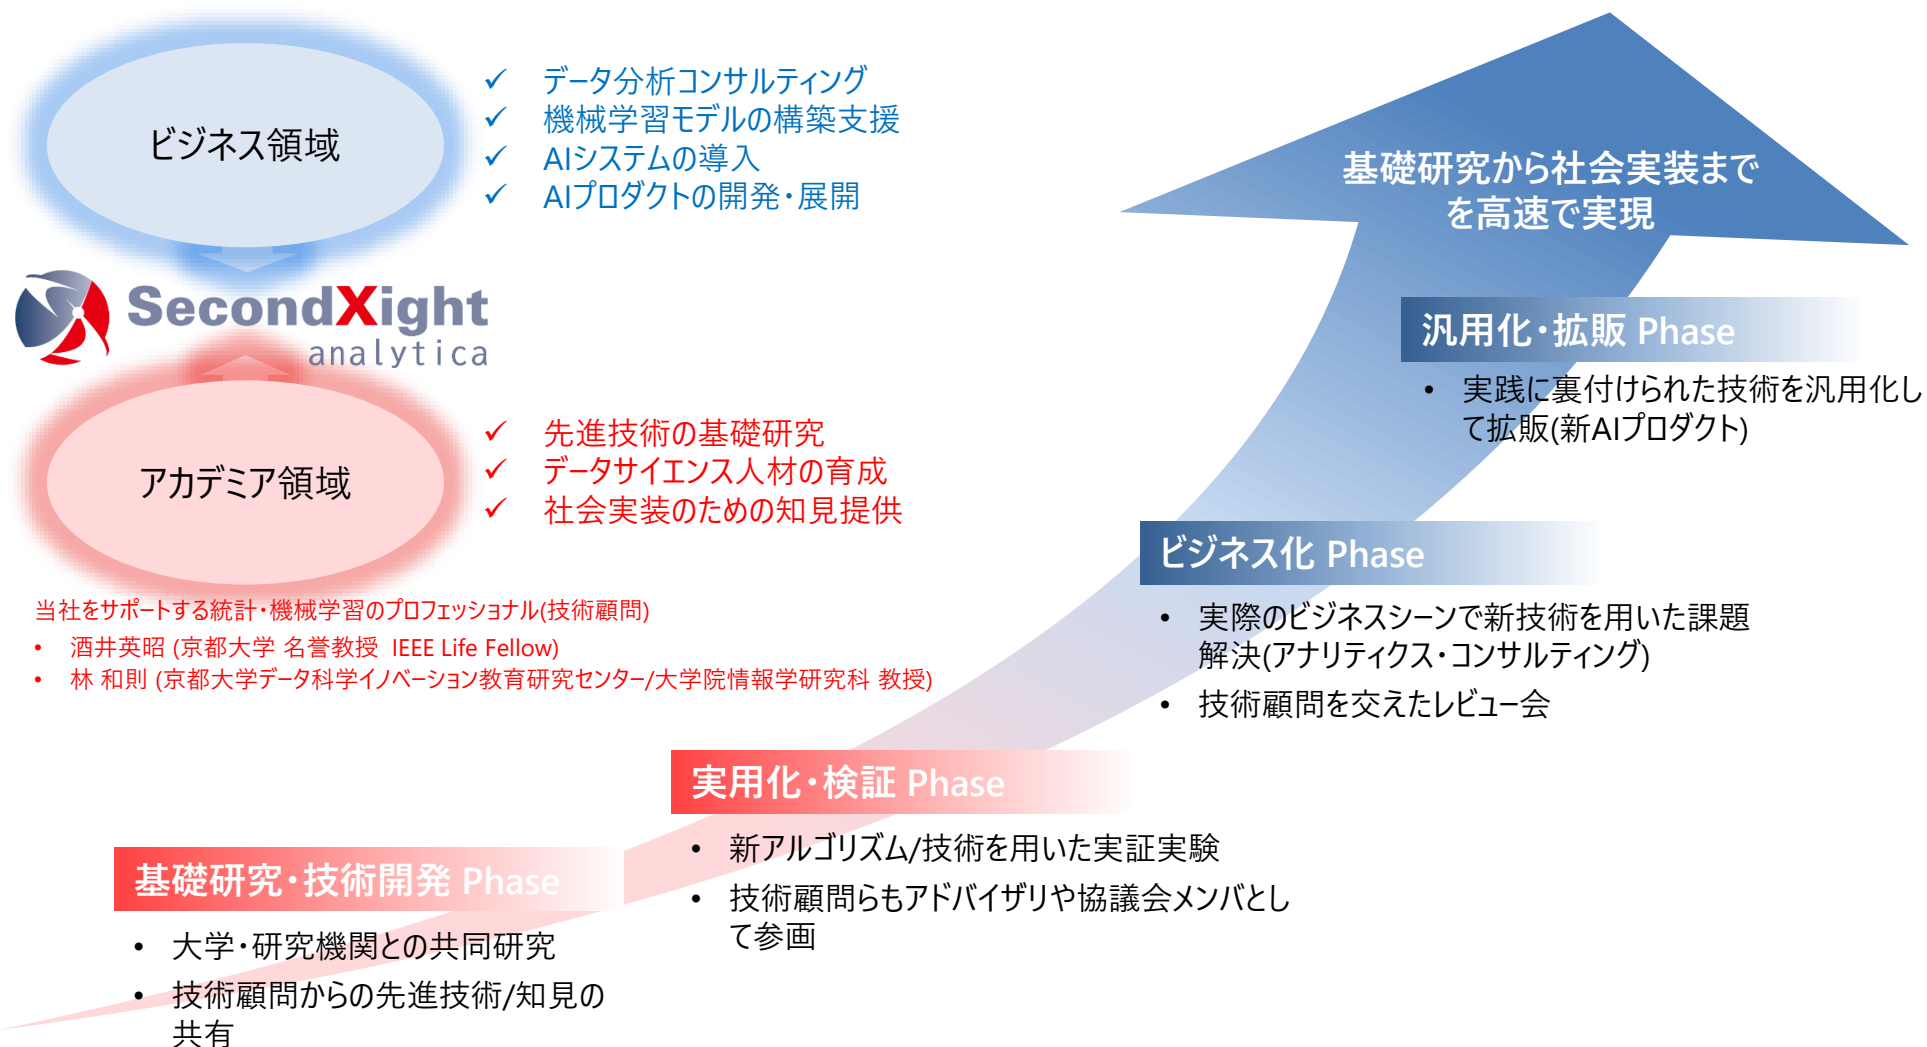 ビジネス領域
✓ データ分析コンサルティング
✓ 機械学習モデルの構築支援
✓ AIシステムの導入
✓ AIプロダクトの開発・展開
SecondXight
analytica
アカデミア領域
✓ 先進技術の基礎研究
✓ データサイエンス人材の育成
✓ 社会実装のための知見提供
当社をサポートする統計・機械学習のプロフェッショナル(技術顧問)
• 酒井英昭 (京都大学 名誉教授 IEEE Life Fellow)
• 林 和則 (京都大学データ科学イノベーション教育研究センター/大学院情報学研究科 教授)
基礎研究から社会実装まで
を高速で実現
汎用化・拡販 Phase
• 実践に裏付けられた技術を汎用化し
て拡販(新AIプロダクト)
ビジネス化 Phase
• 実際のビジネスシーンで新技術を用いた課題
解決(アナリティクス・コンサルティング)
• 技術顧問を交えたレビュー会
実用化・検証 Phase
• 新アルゴリズム/技術を用いた実証実験
• 技術顧問らもアドバイザリや協議会メンバとし
て参画
基礎研究・技術開発 Phase
• 大学・研究機関との共同研究
• 技術顧問からの先進技術/知見の
共有